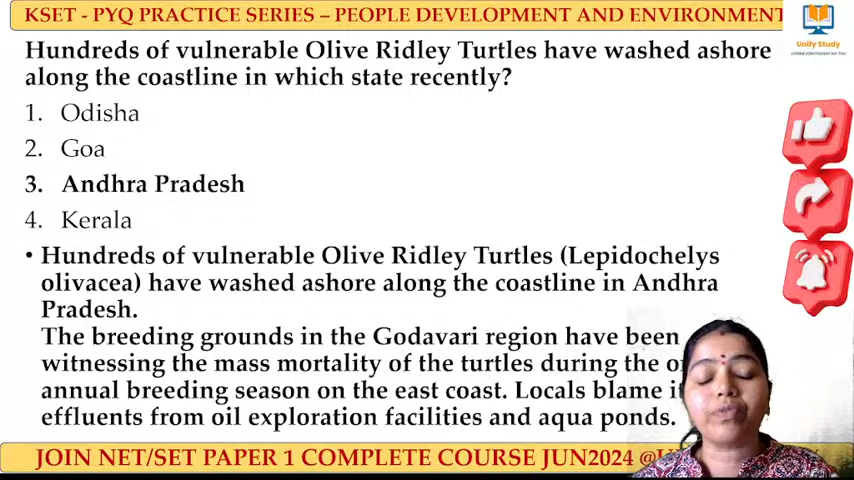 KSET - PYQ PRACTICE SERIES – PEOPLE DEVELOPMENT AND ENVIRONMENT
Unify Study
Unified Information for You
Hundreds of vulnerable Olive Ridley Turtles have washed ashore
along the coastline in which state recently?
1. Odisha
2. Goa
3. Andhra Pradesh
4. Kerala
• Hundreds of vulnerable Olive Ridley Turtles (Lepidochelys
olivacea) have washed ashore along the coastline in Andhra
Pradesh.
The breeding grounds in the Godavari region have been
witnessing the mass mortality of the turtles during the
annual breeding season on the east coast. Locals blame
effluents from oil exploration facilities and aqua ponds.
JOIN NET/SET PAPER 1 COMPLETE COURSE JUN2024